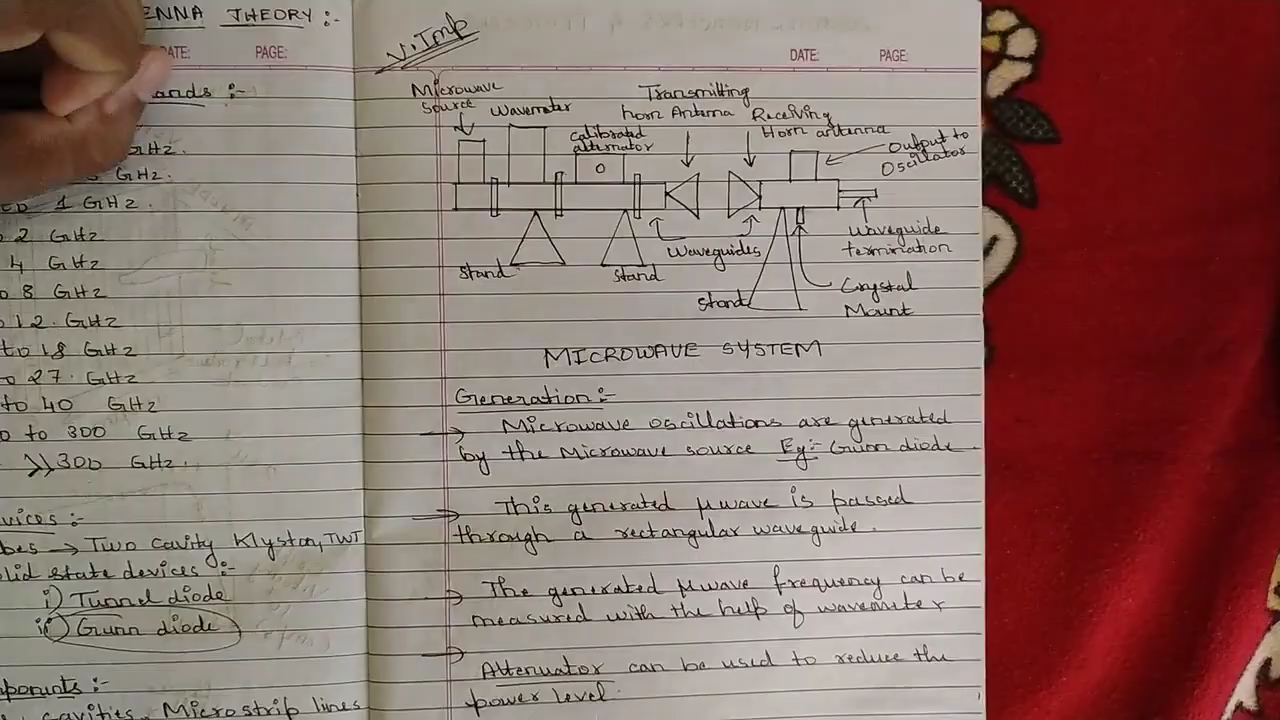 ENNA THEORY :-
DATE: PAGE:
ands :-
GHz.
GHz.
1 GHz.
2 GHz
4 GHz
8 GHz
12. GHz
to 18 GHz
27. GHz
to 40 GHz
to 300 GHz
>>300 GHz.
vices :-
bes → Two cavity Klyston, TWT
lid state devices :-
i) Tunnel diode
ii) Gunn diode
ponents :-
cavities, Microstrip lines
V. Imp
DATE: PAGE:
Microwave
source
Wavemeter
Calibrated
attenuator
Transmitting
horn Antenna
Receiving
Horn antenna
Output to
Oscillator
Waveguides
Waveguide
termination
Stand
Stand
Stand
Crystal
Mount
MICROWAVE SYSTEM
Generation :-
→ Microwave oscillations are generated
by the Microwave source Eg:- Gunn diode
→ This generated μwave is passed
through a rectangular waveguide.
→ The generated μwave frequency can be
measured with the help of wavemeter
→ Attenuator can be used to reduce the
power level.